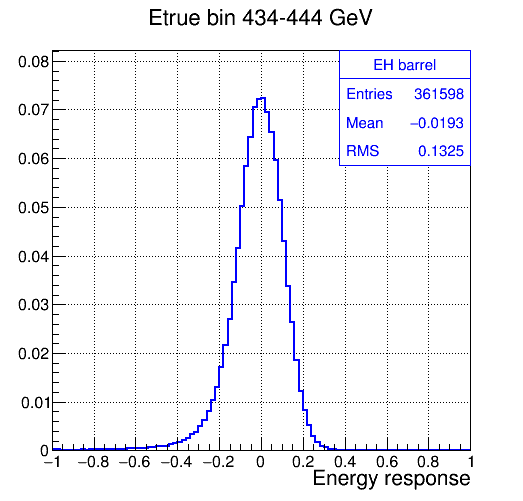 Etrue bin 434-444 GeV
EH barrel
Entries 361598
Mean −0.0193
RMS 0.1325
0.08
0.07
0.06
0.05
0.04
0.03
0.02
0.01
0
−1 −0.8 −0.6 −0.4 −0.2 0 0.2 0.4 0.6 0.8 1
Energy response